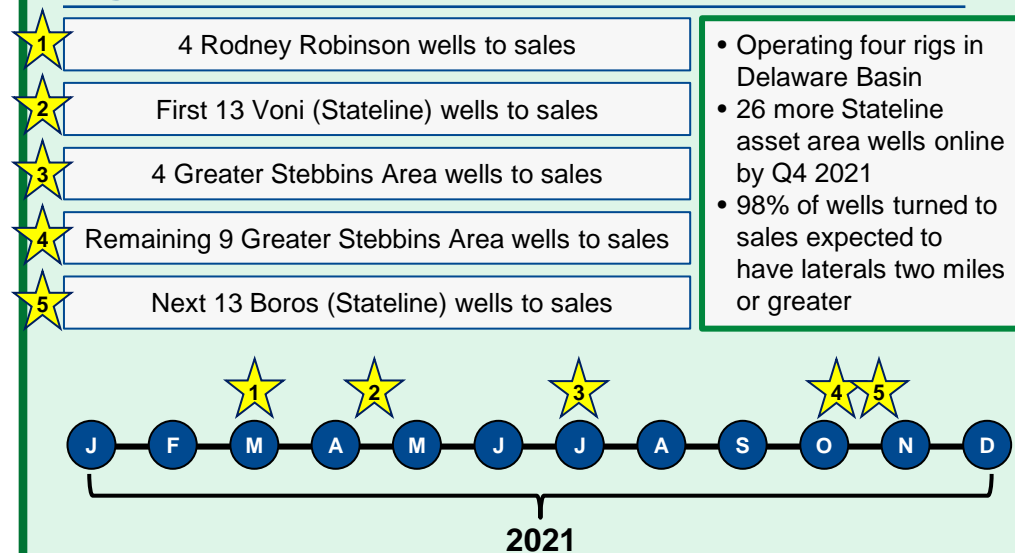 1
4 Rodney Robinson wells to sales
2
First 13 Voni (Stateline) wells to sales
3
4 Greater Stebbins Area wells to sales
4
Remaining 9 Greater Stebbins Area wells to sales
5
Next 13 Boros (Stateline) wells to sales
• Operating four rigs in
Delaware Basin
• 26 more Stateline
asset area wells online
by Q4 2021
• 98% of wells turned to
sales expected to
have laterals two miles
or greater
1 2 3 4 5
J F M A M J J A S O N D
2021